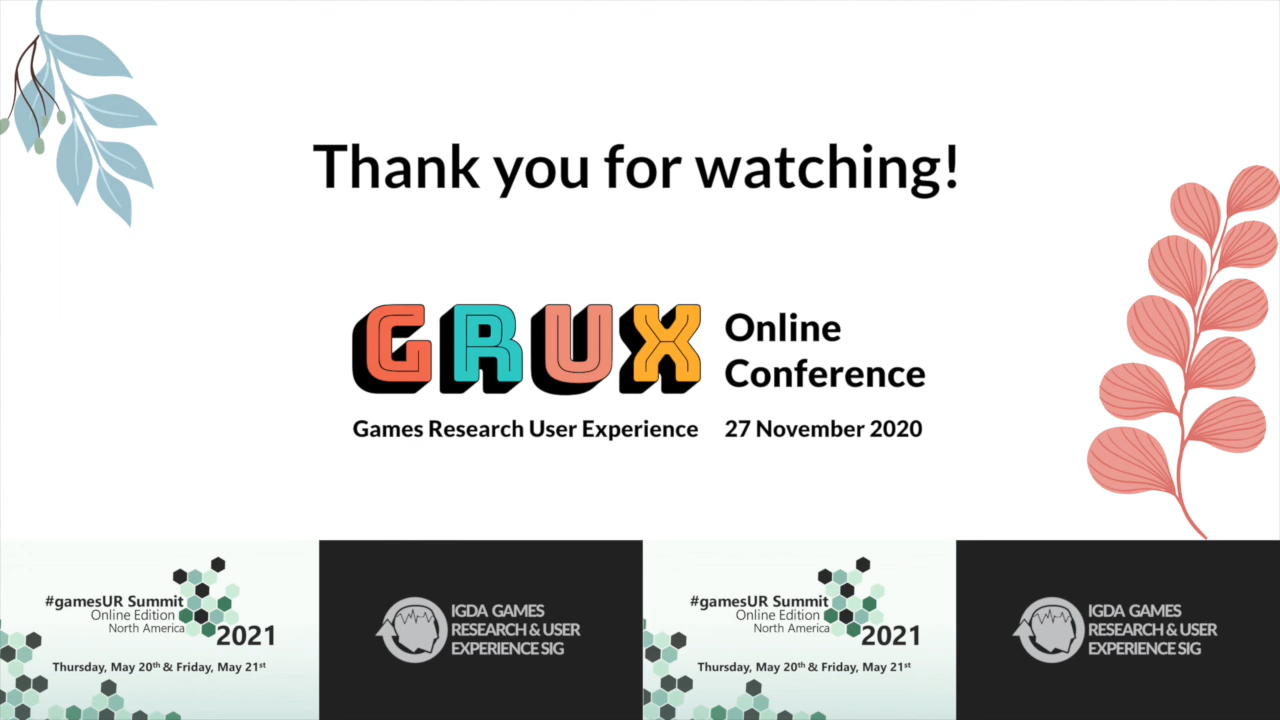 Thank you for watching!
GRUX
Online
Conference
Games Research User Experience
27 November 2020
#gamesUR Summit
Online Edition
North America
2021
Thursday, May 20th & Friday, May 21st
IGDA GAMES
RESEARCH & USER
EXPERIENCE SIG
#gamesUR Summit
Online Edition
North America
2021
Thursday, May 20th & Friday, May 21st
IGDA GAMES
RESEARCH & USER
EXPERIENCE SIG